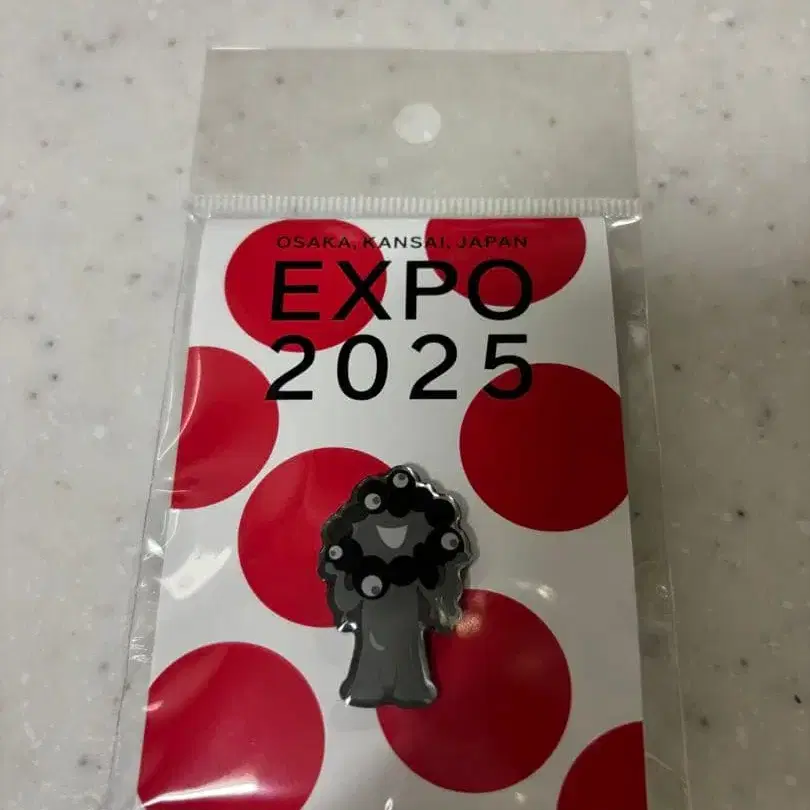 OSAKA, KANSAI, JAPAN
EXPO
2025